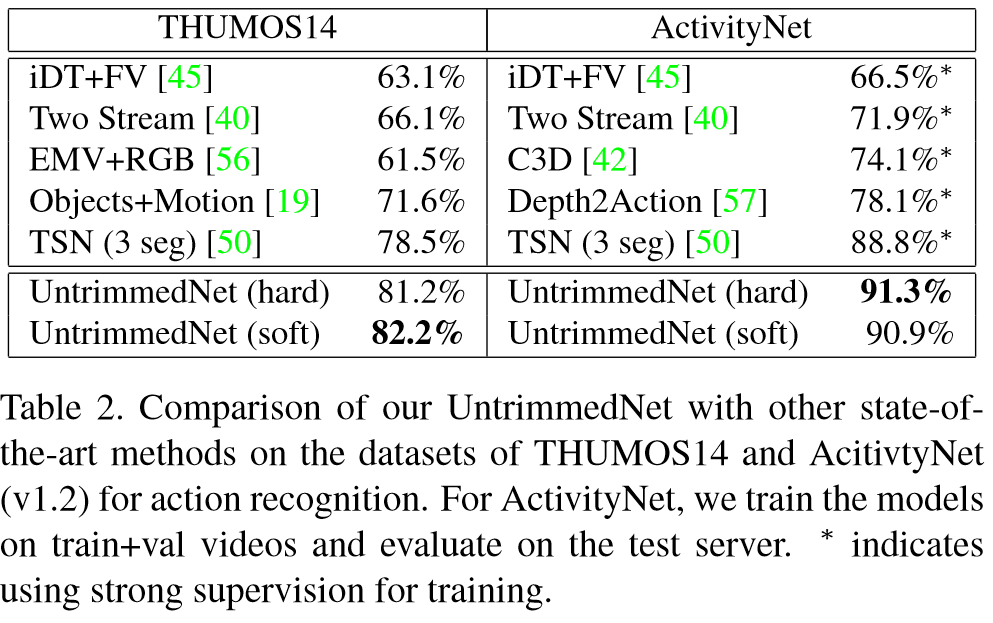 THUMOS14 ActivityNet
iDT+FV [45] 63.1% iDT+FV [45] 66.5%*
Two Stream [40] 66.1% Two Stream [40] 71.9%*
EMV+RGB [56] 61.5% C3D [42] 74.1%*
Objects+Motion [19] 71.6% Depth2Action [57] 78.1%*
TSN (3 seg) [50] 78.5% TSN (3 seg) [50] 88.8%*
UntrimmedNet (hard) 81.2% UntrimmedNet (hard) 91.3%
UntrimmedNet (soft) 82.2% UntrimmedNet (soft) 90.9%
Table 2. Comparison of our UntrimmedNet with other state-of-
the-art methods on the datasets of THUMOS14 and AcitivtyNet
(v1.2) for action recognition. For ActivityNet, we train the models
on train+val videos and evaluate on the test server. * indicates
using strong supervision for training.